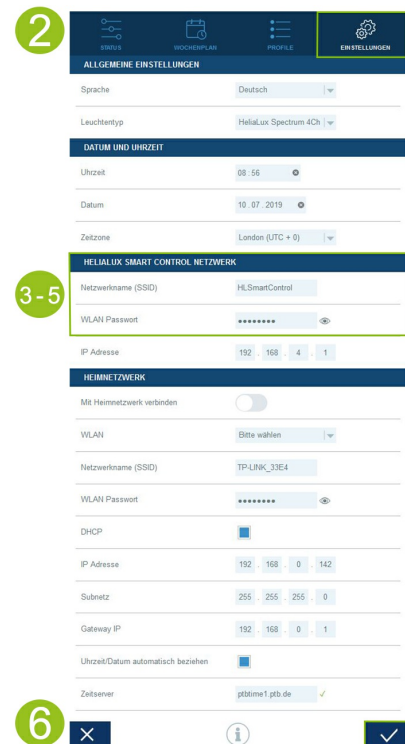 2
STATUS WOCHENPLAN PROFILE EINSTELLUNGEN
ALLGEMEINE EINSTELLUNGEN
Sprache Deutsch
Leuchtentyp HeliaLux Spectrum 4Ch
DATUM UND UHRZEIT
Uhrzeit 08 : 56
Datum 10 . 07 . 2019
Zeitzone London (UTC + 0)
HELIALUX SMART CONTROL NETZWERK
3-5
Netzwerkname (SSID) HLSmartControl
WLAN Passwort ••••••••
IP Adresse 192 . 168 . 4 . 1
HEIMNETZWERK
Mit Heimnetzwerk verbinden
WLAN Bitte wählen
Netzwerkname (SSID) TP-LINK_33E4
WLAN Passwort ••••••••
DHCP
IP Adresse 192 . 168 . 0 . 142
Subnetz 255 . 255 . 255 . 0
Gateway IP 192 . 168 . 0 . 1
Uhrzeit/Datum automatisch beziehen
Zeitserver ptbtime1.ptb.de ✓
6